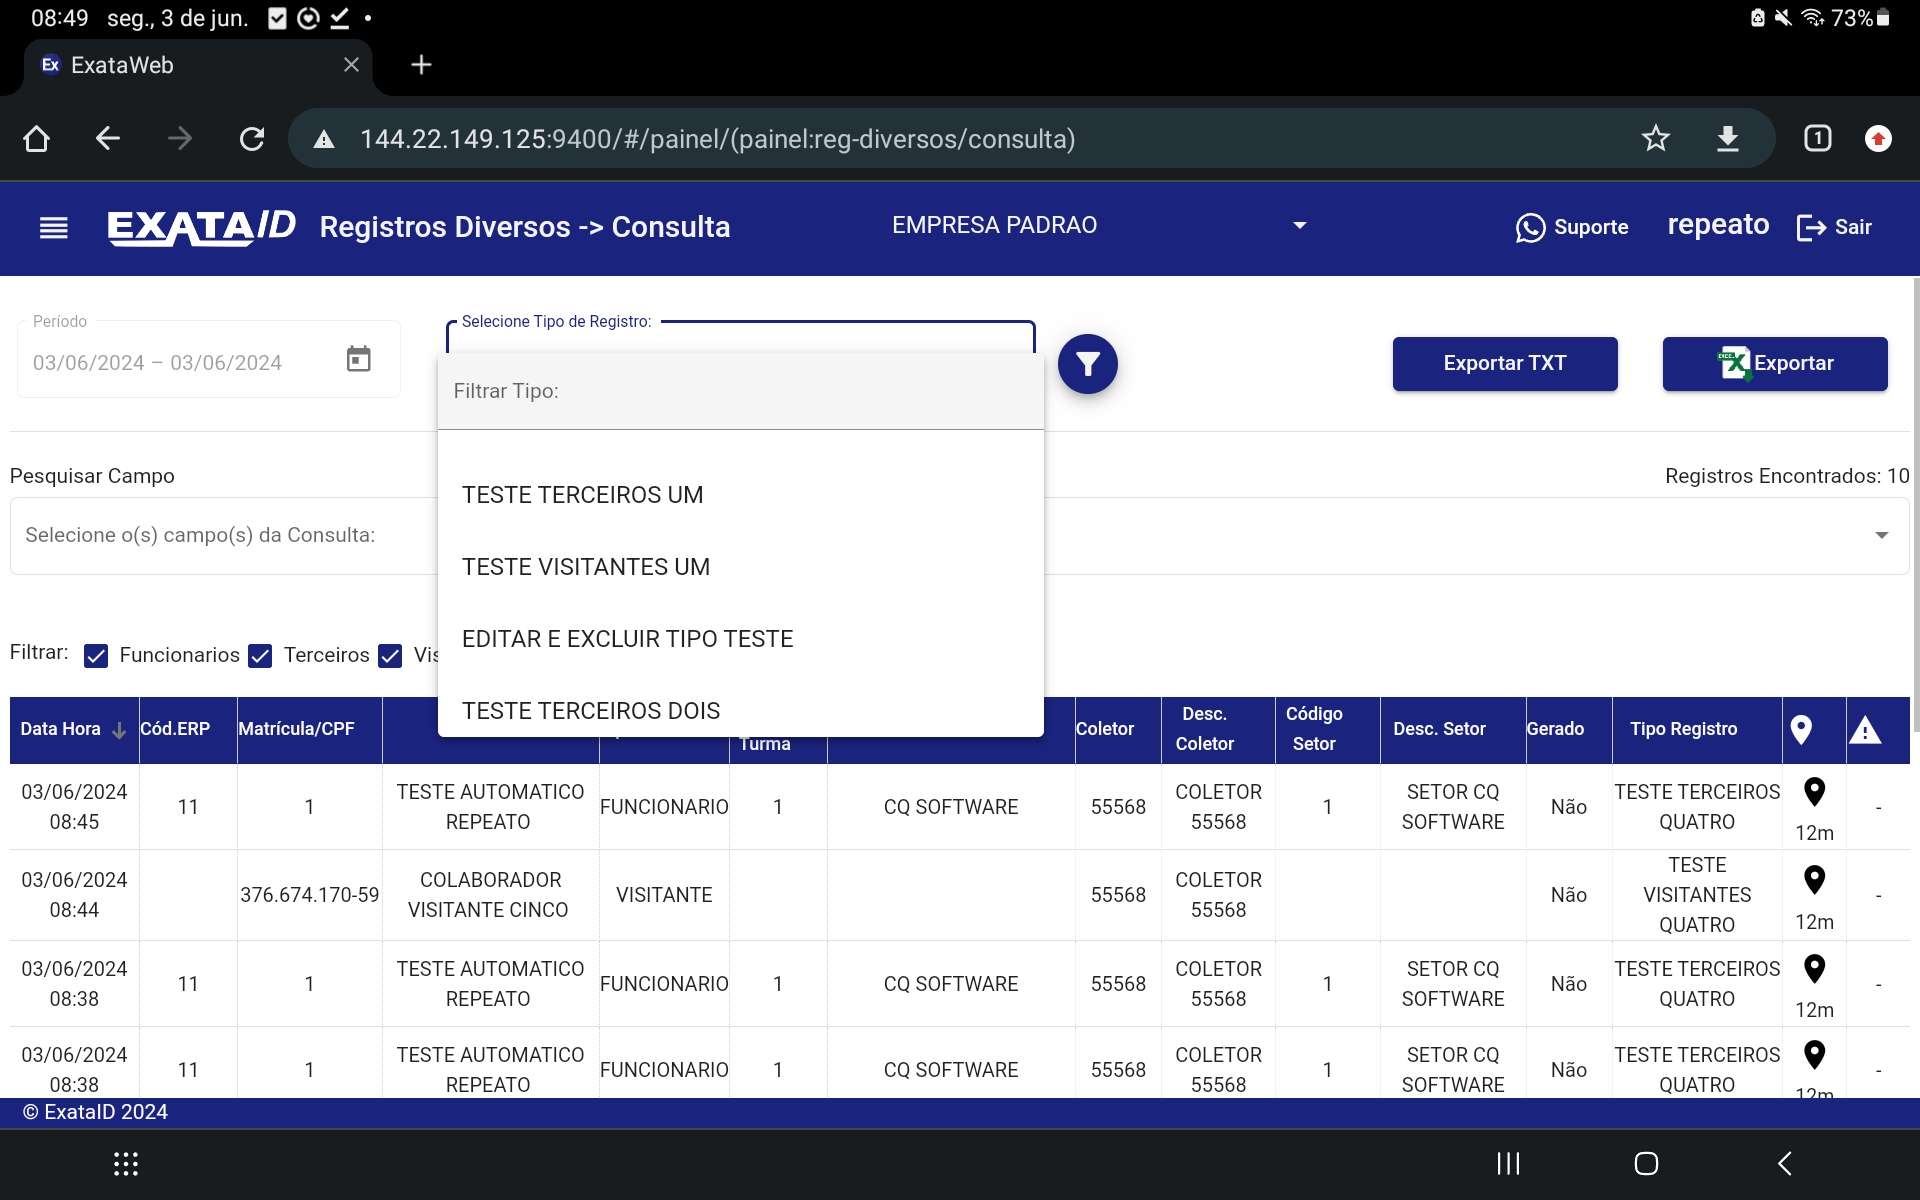 08:49 seg., 3 de jun.
73%
Ex ExataWeb
144.22.149.125:9400/#/painel/(painel:reg-diversos/consulta)
1
EXATAID Registros Diversos -> Consulta
EMPRESA PADRAO
Suporte
repeato
Sair
Período
03/06/2024 – 03/06/2024
Selecione Tipo de Registro:
Filtrar Tipo:
Exportar TXT
Exportar
TESTE TERCEIROS UM
TESTE VISITANTES UM
EDITAR E EXCLUIR TIPO TESTE
TESTE TERCEIROS DOIS
Pesquisar Campo
Registros Encontrados: 10
Selecione o(s) campo(s) da Consulta:
Filtrar: Funcionarios Terceiros
Data Hora Cód.ERP Matrícula/CPF Turma Coletor Desc. Coletor Código Setor Desc. Setor Gerado Tipo Registro
03/06/2024 08:45 11 1 TESTE AUTOMATICO REPEATO FUNCIONARIO 1 CQ SOFTWARE 55568 COLETOR 55568 1 SETOR CQ SOFTWARE Não TESTE TERCEIROS QUATRO 12m -
03/06/2024 08:44 376.674.170-59 COLABORADOR VISITANTE CINCO VISITANTE 55568 COLETOR 55568 Não TESTE VISITANTES QUATRO 12m -
03/06/2024 08:38 11 1 TESTE AUTOMATICO REPEATO FUNCIONARIO 1 CQ SOFTWARE 55568 COLETOR 55568 1 SETOR CQ SOFTWARE Não TESTE TERCEIROS QUATRO 12m -
03/06/2024 08:38 11 1 TESTE AUTOMATICO REPEATO FUNCIONARIO 1 CQ SOFTWARE 55568 COLETOR 55568 1 SETOR CQ SOFTWARE Não TESTE TERCEIROS QUATRO 12m -
© ExataID 2024